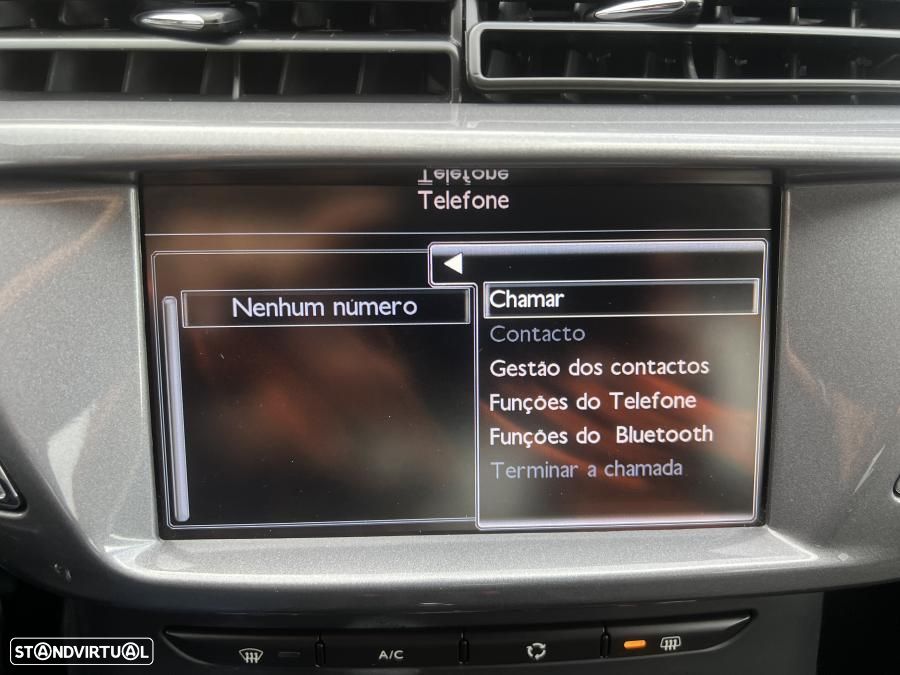 Telefone
Telefone
Nenhum número
Chamar
Contacto
Gestão dos contactos
Funções do Telefone
Funções do Bluetooth
Terminar a chamada
A/C
STANDVIRTUAL